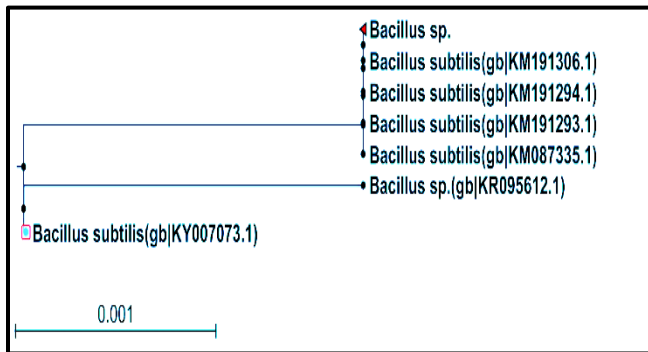 Bacillus sp.
Bacillus subtilis(gb|KM191306.1)
Bacillus subtilis(gb|KM191294.1)
Bacillus subtilis(gb|KM191293.1)
Bacillus subtilis(gb|KM087335.1)
Bacillus sp.(gb|KR095612.1)
Bacillus subtilis(gb|KY007073.1)
0.001